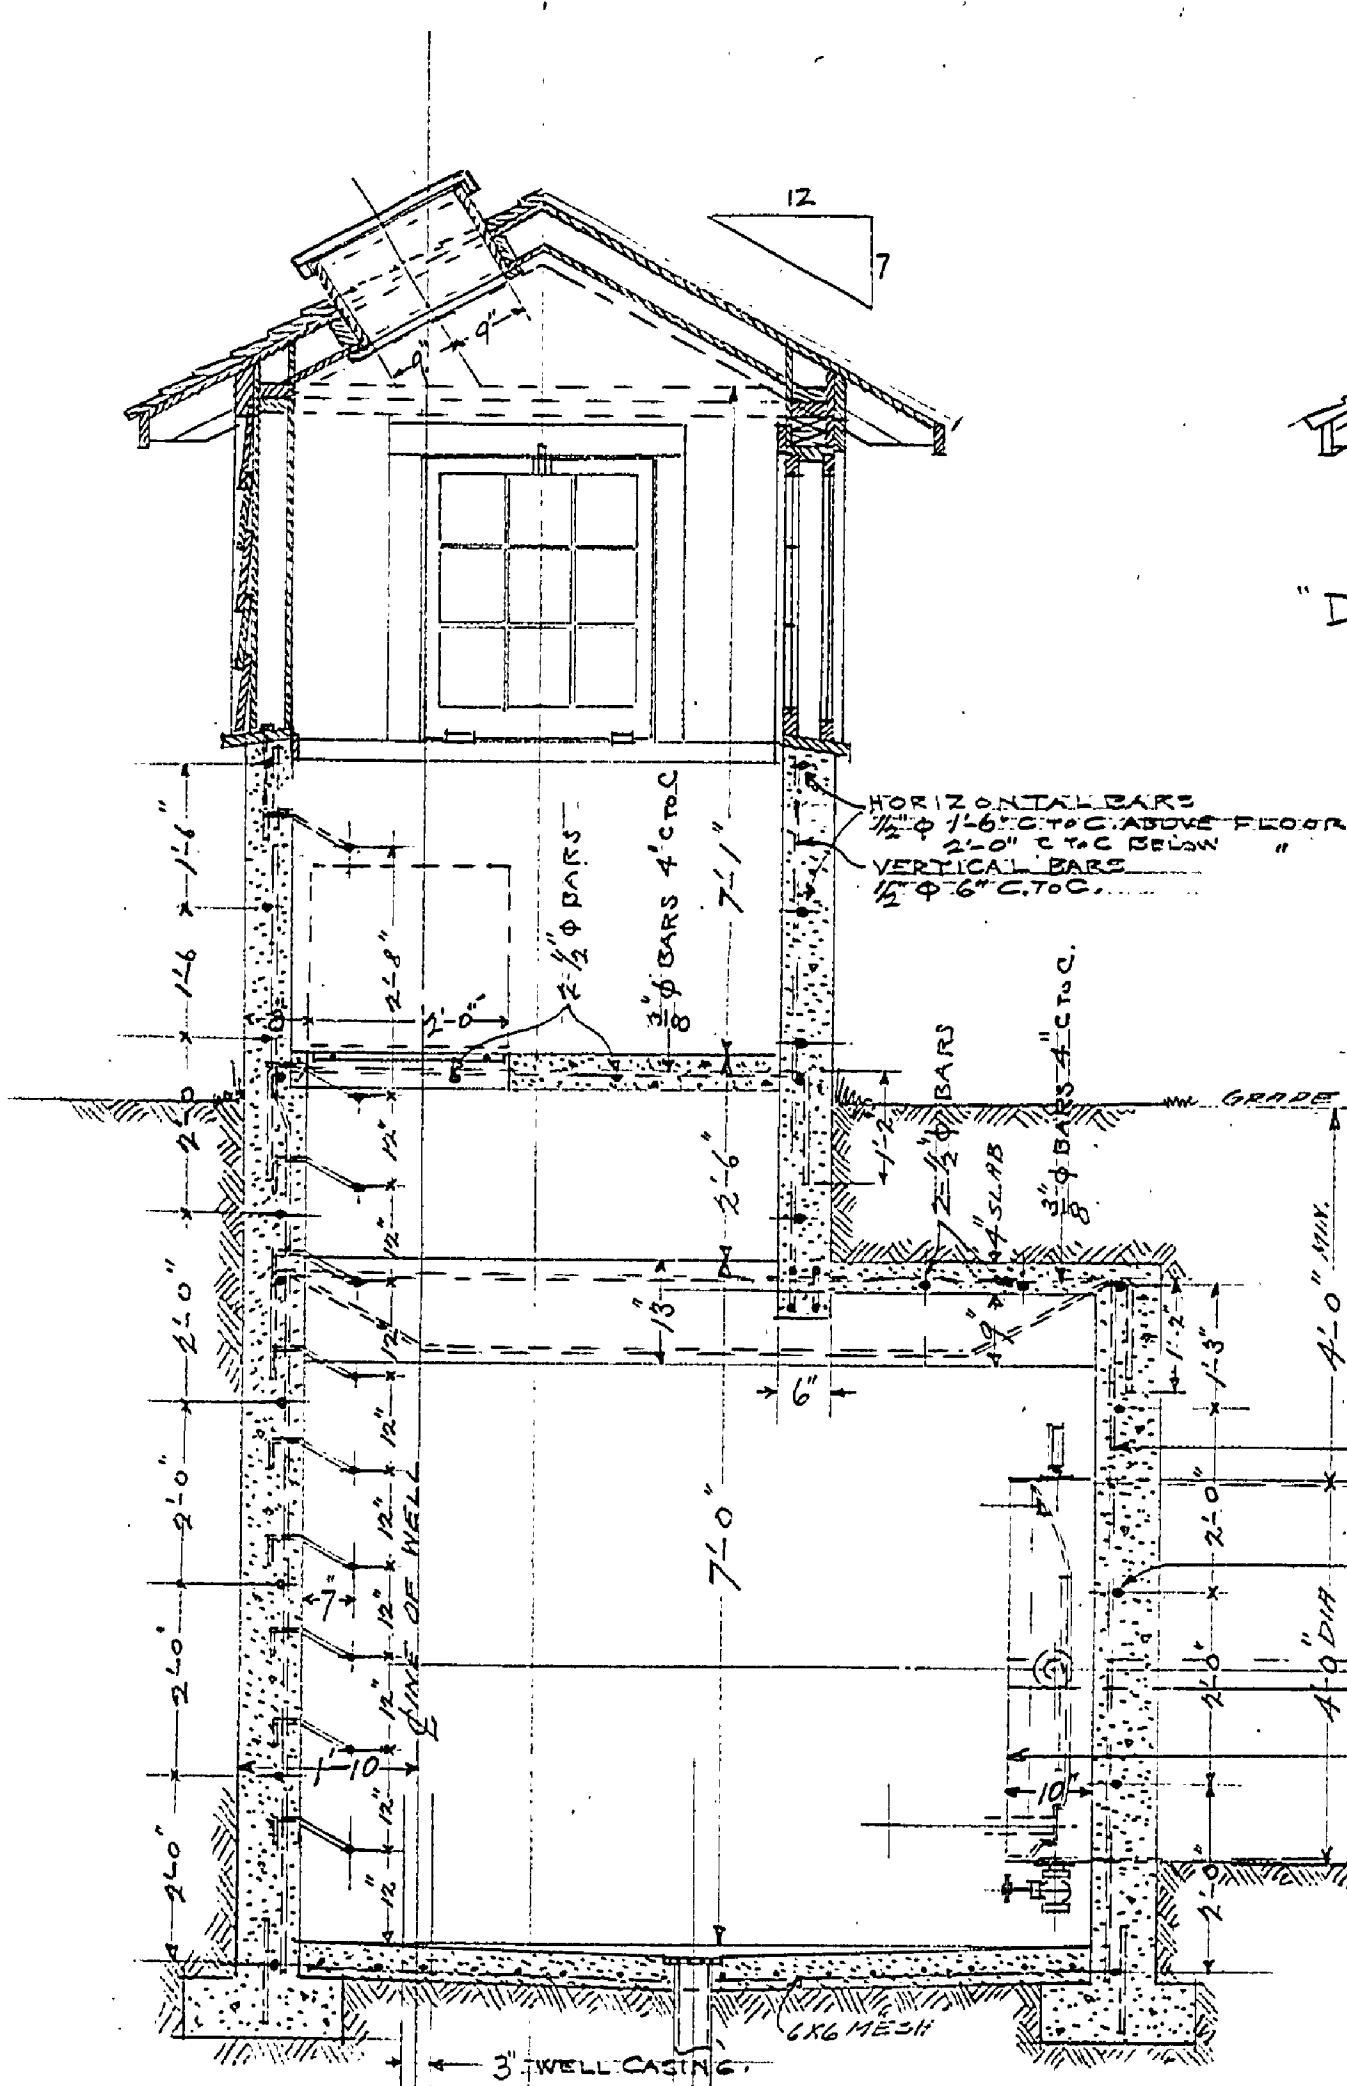 12
7
9"
9"
" D
HORIZONTAL BARS
1/2" φ 1'-6" C TO C. ABOVE FLOOR
2'-0" C TO C BELOW "
VERTICAL BARS
1/2" φ 6" C. TO C.
1'-6"
1'-6
2'-0
2'-0"
2'-0"
2'-0"
2'-0"
2'-8"
8"
2'-0"
2-1/2" φ BARS
3/8" φ BARS 4" C TO C
7'-1"
2'-6"
1'-2"
2-1/2" φ BARS
4" SLAB
3/8" φ BARS 4" C TO C.
GRADE
4'-0" MIN.
12"
12"
12"
12"
12"
12"
12"
12"
12"
13"
9"
6"
1'-2"
1'-3"
7"
7'-0"
℄ LINE OF WELL
1'-10
2'-0"
2'-0"
2'-0"
4'-0" DIA
10"
6X6 MESH
3" WELL CASING.